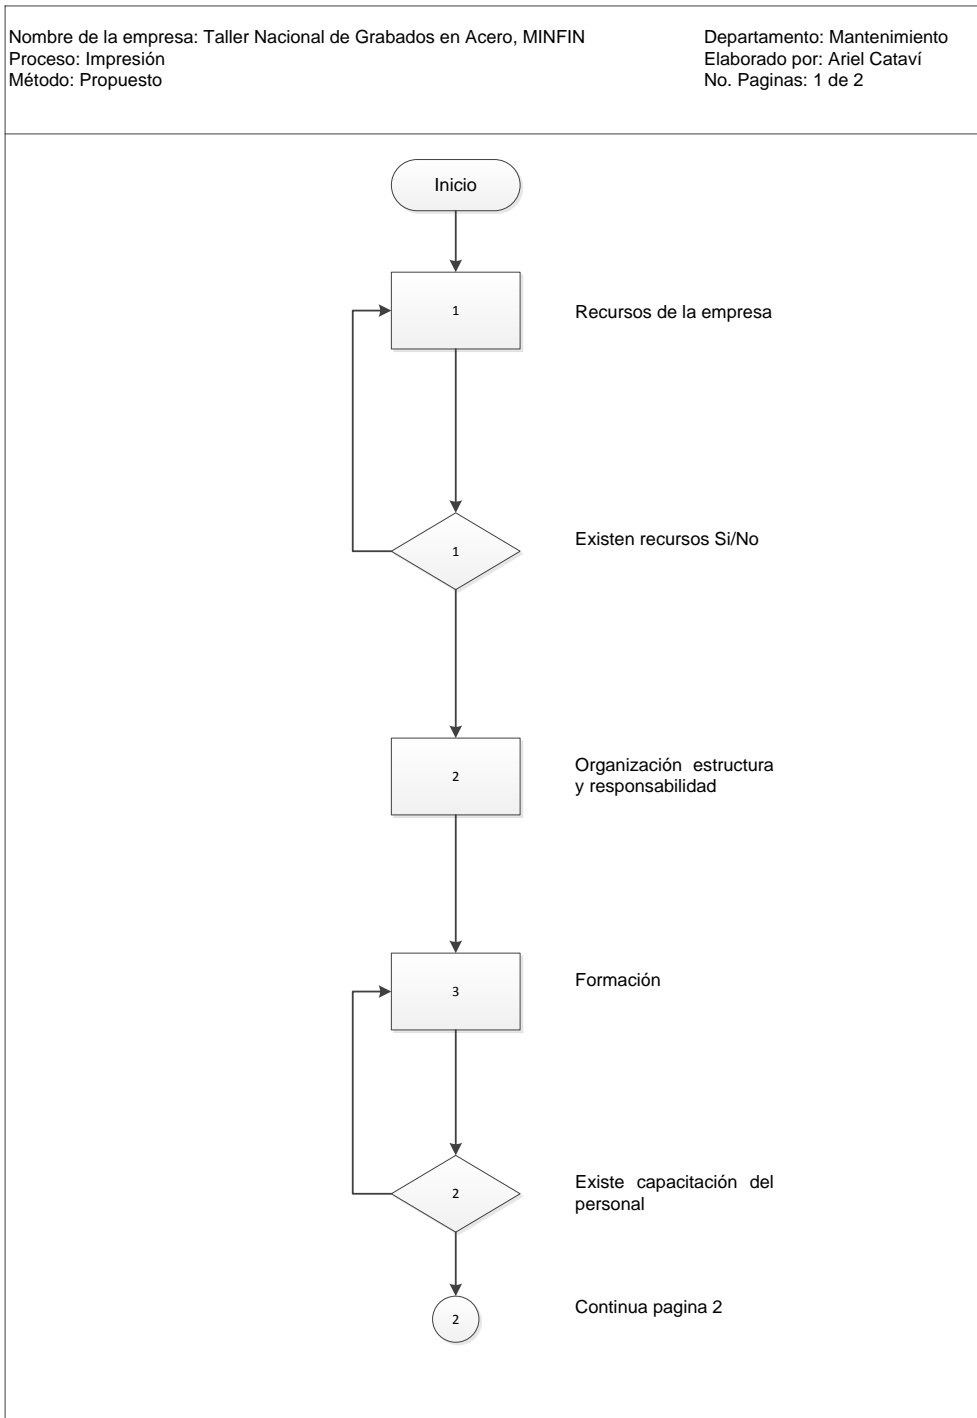 Nombre de la empresa: Taller Nacional de Grabados en Acero, MINFIN
Proceso: Impresión
Método: Propuesto
Departamento: Mantenimiento
Elaborado por: Ariel Cataví
No. Paginas: 1 de 2
Inicio
1
Recursos de la empresa
1
Existen recursos Si/No
2
Organización estructura
y responsabilidad
3
Formación
2
Existe capacitación del
personal
2
Continua pagina 2